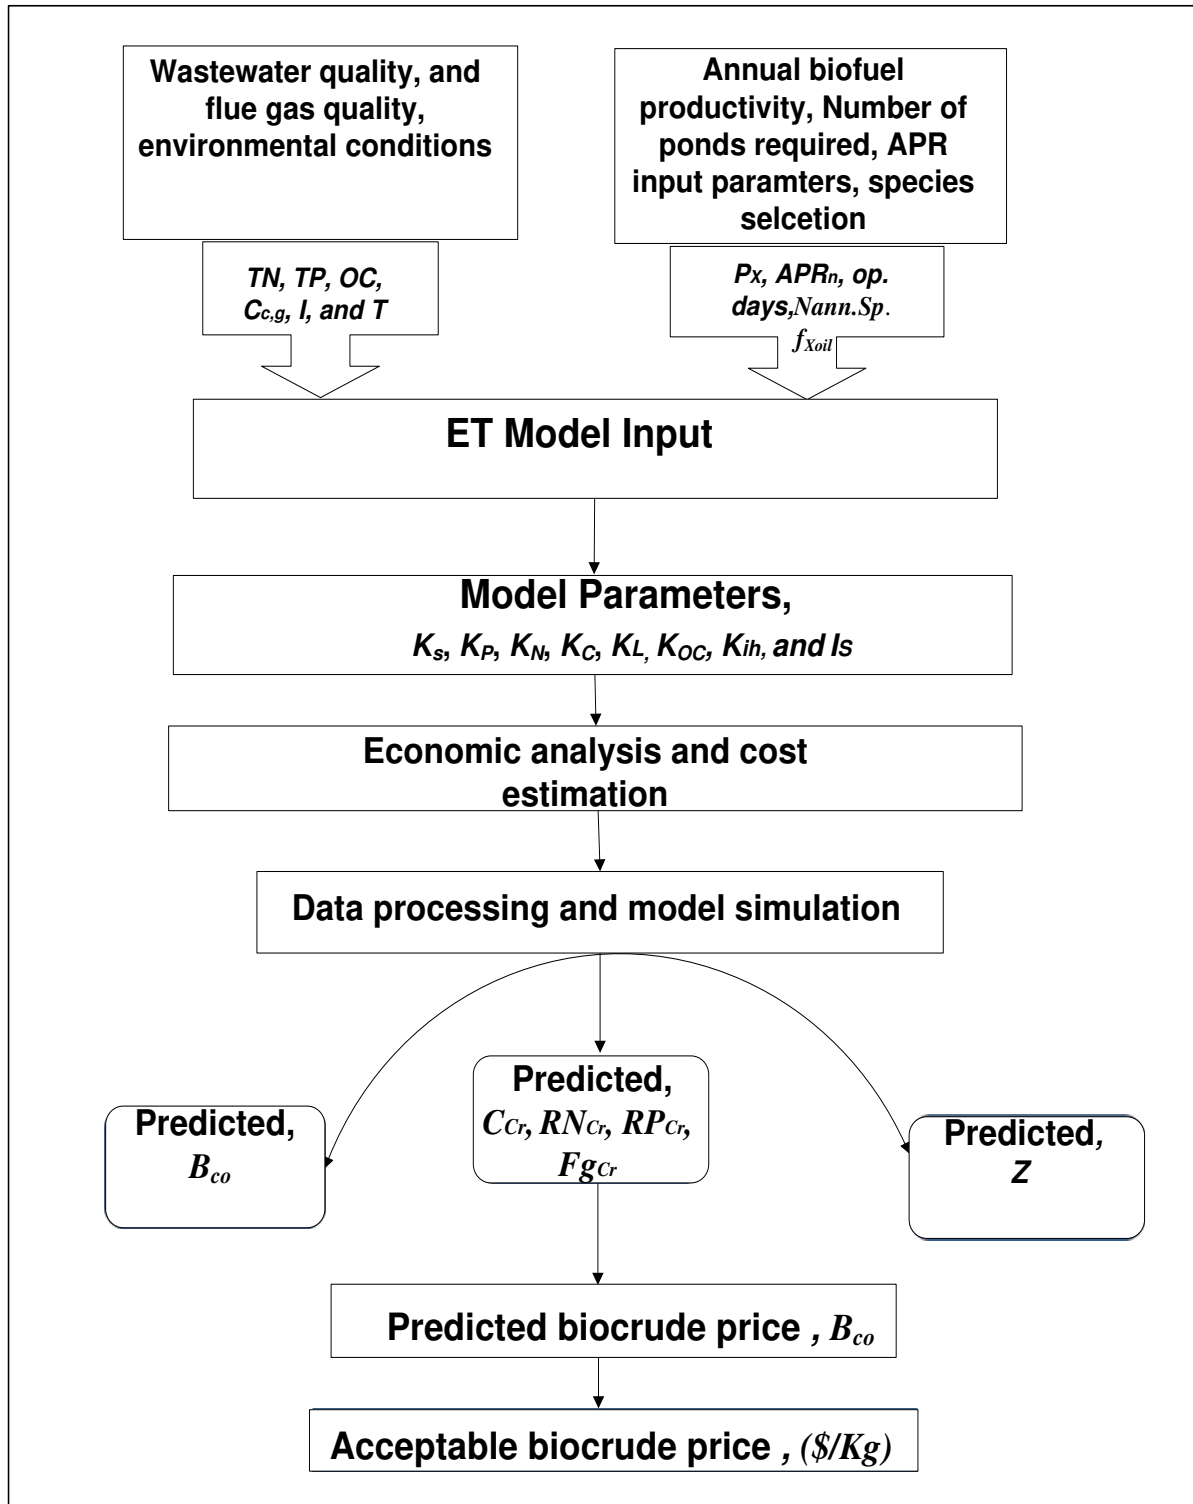 Wastewater quality, and
flue gas quality,
environmental conditions
Annual biofuel
productivity, Number of
ponds required, APR
input paramters, species
selcetion
TN, TP, OC,
Cc,g, I, and T
PX, APRn, op.
days,Nann.Sp.
fXoil
ET Model Input
Model Parameters,
Ks, KP, KN, KC, KL, KOC, Kih, and IS
Economic analysis and cost
estimation
Data processing and model simulation
Predicted,
Bco
Predicted,
CCr, RNCr, RPCr,
FgCr
Predicted,
Z
Predicted biocrude price , Bco
Acceptable biocrude price , ($/Kg)